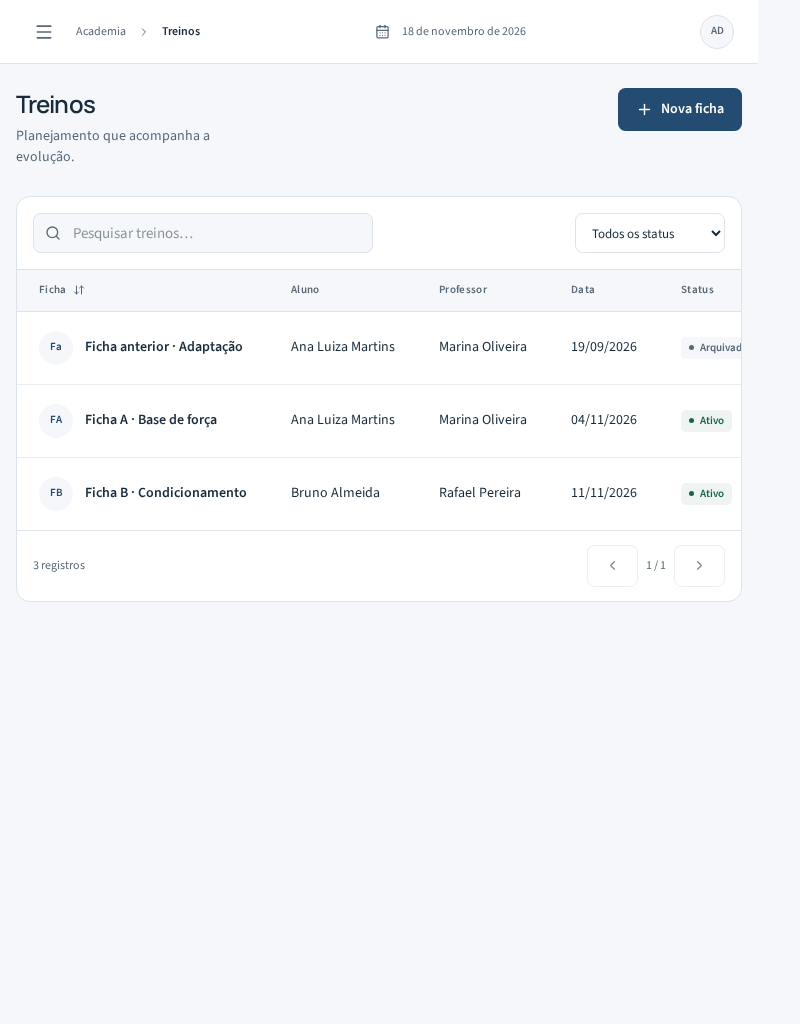 Academia > Treinos
18 de novembro de 2026
AD
Treinos
Planejamento que acompanha a
evolução.
Nova ficha
Pesquisar treinos...
Todos os status
Ficha Aluno Professor Data Status
Fa Ficha anterior · Adaptação Ana Luiza Martins Marina Oliveira 19/09/2026 Arquivad
FA Ficha A · Base de força Ana Luiza Martins Marina Oliveira 04/11/2026 Ativo
FB Ficha B · Condicionamento Bruno Almeida Rafael Pereira 11/11/2026 Ativo
3 registros
1 / 1